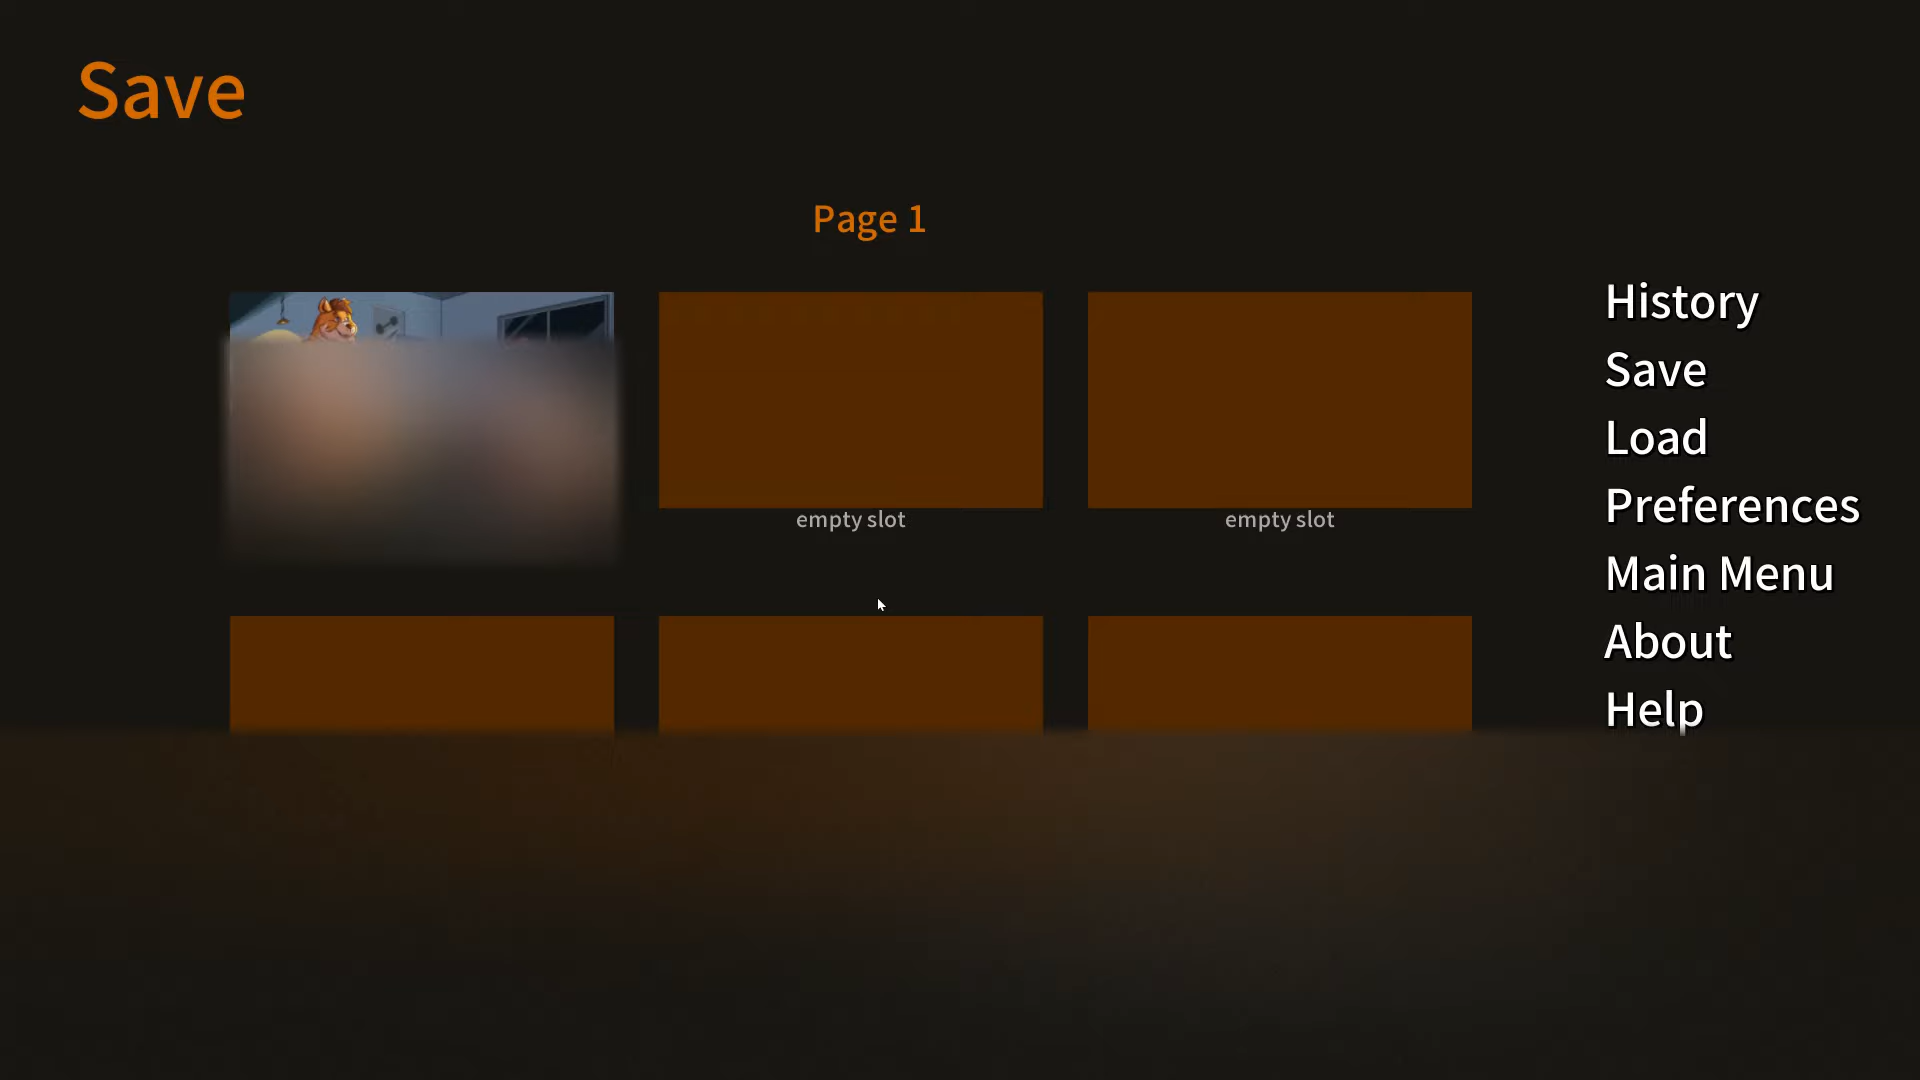 Save
Page 1
empty slot
empty slot
History
Save
Load
Preferences
Main Menu
About
Help